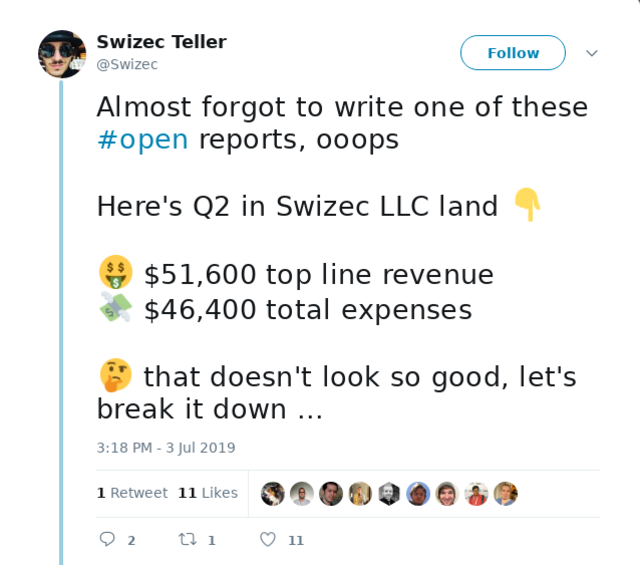 Swizec Teller
@Swizec
Follow
Almost forgot to write one of these
#open reports, ooops
Here's Q2 in Swizec LLC land 👇
🤑 $51,600 top line revenue
💸 $46,400 total expenses
🤔 that doesn't look so good, let's
break it down ...
3:18 PM - 3 Jul 2019
1 Retweet 11 Likes
2 1 11